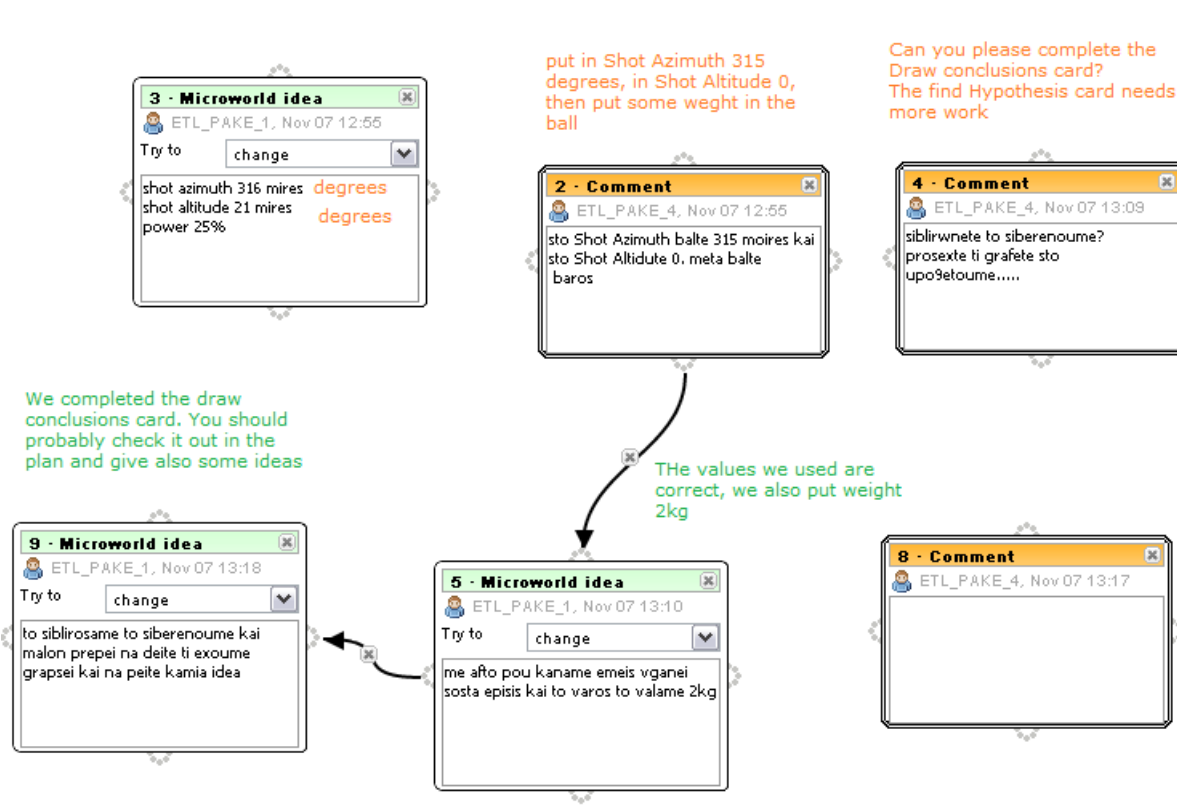 put in Shot Azimuth 315
degrees, in Shot Altitude 0,
then put some weght in the
ball
Can you please complete the
Draw conclusions card?
The find Hypothesis card needs
more work
3 - Microworld idea
ETL_PAKE_1, Nov 07 12:55
Try to change
shot azimuth 316 mires degrees
shot altitude 21 mires degrees
power 25%
2 - Comment
ETL_PAKE_4, Nov 07 12:55
sto Shot Azimuth balte 315 moires kai
sto Shot Altidute 0. meta balte
baros
4 - Comment
ETL_PAKE_4, Nov 07 13:09
siblirwnete to siberenoume?
prosexte ti grafete sto
upo9etoume.....
We completed the draw
conclusions card. You should
probably check it out in the
plan and give also some ideas
THe values we used are
correct, we also put weight
2kg
9 - Microworld idea
ETL_PAKE_1, Nov 07 13:18
Try to change
to siblirosame to siberenoume kai
malon prepei na deite ti exoume
grapsei kai na peite kamia idea
5 - Microworld idea
ETL_PAKE_1, Nov 07 13:10
Try to change
me afto pou kaname emeis vganei
sosta episis kai to varos to valame 2kg
8 - Comment
ETL_PAKE_4, Nov 07 13:17